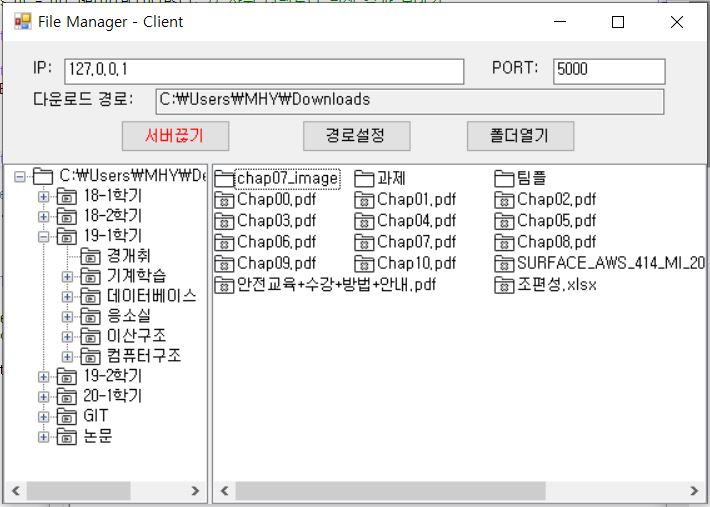 File Manager - Client
IP: 127.0.0.1 PORT: 5000
다운로드 경로: C:₩Users₩MHY₩Downloads
서버끊기 경로설정 폴더열기
C:₩Users₩MHY₩De
18-1학기
18-2학기
19-1학기
경개취
기계학습
데이터베이스
응소실
이산구조
컴퓨터구조
19-2학기
20-1학기
GIT
논문
chap07_image 과제 팀플
Chap00.pdf Chap01.pdf Chap02.pdf
Chap03.pdf Chap04.pdf Chap05.pdf
Chap06.pdf Chap07.pdf Chap08.pdf
Chap09.pdf Chap10.pdf SURFACE_AWS_414_MI_20
안전교육+수강+방법+안내.pdf 조편성.xlsx